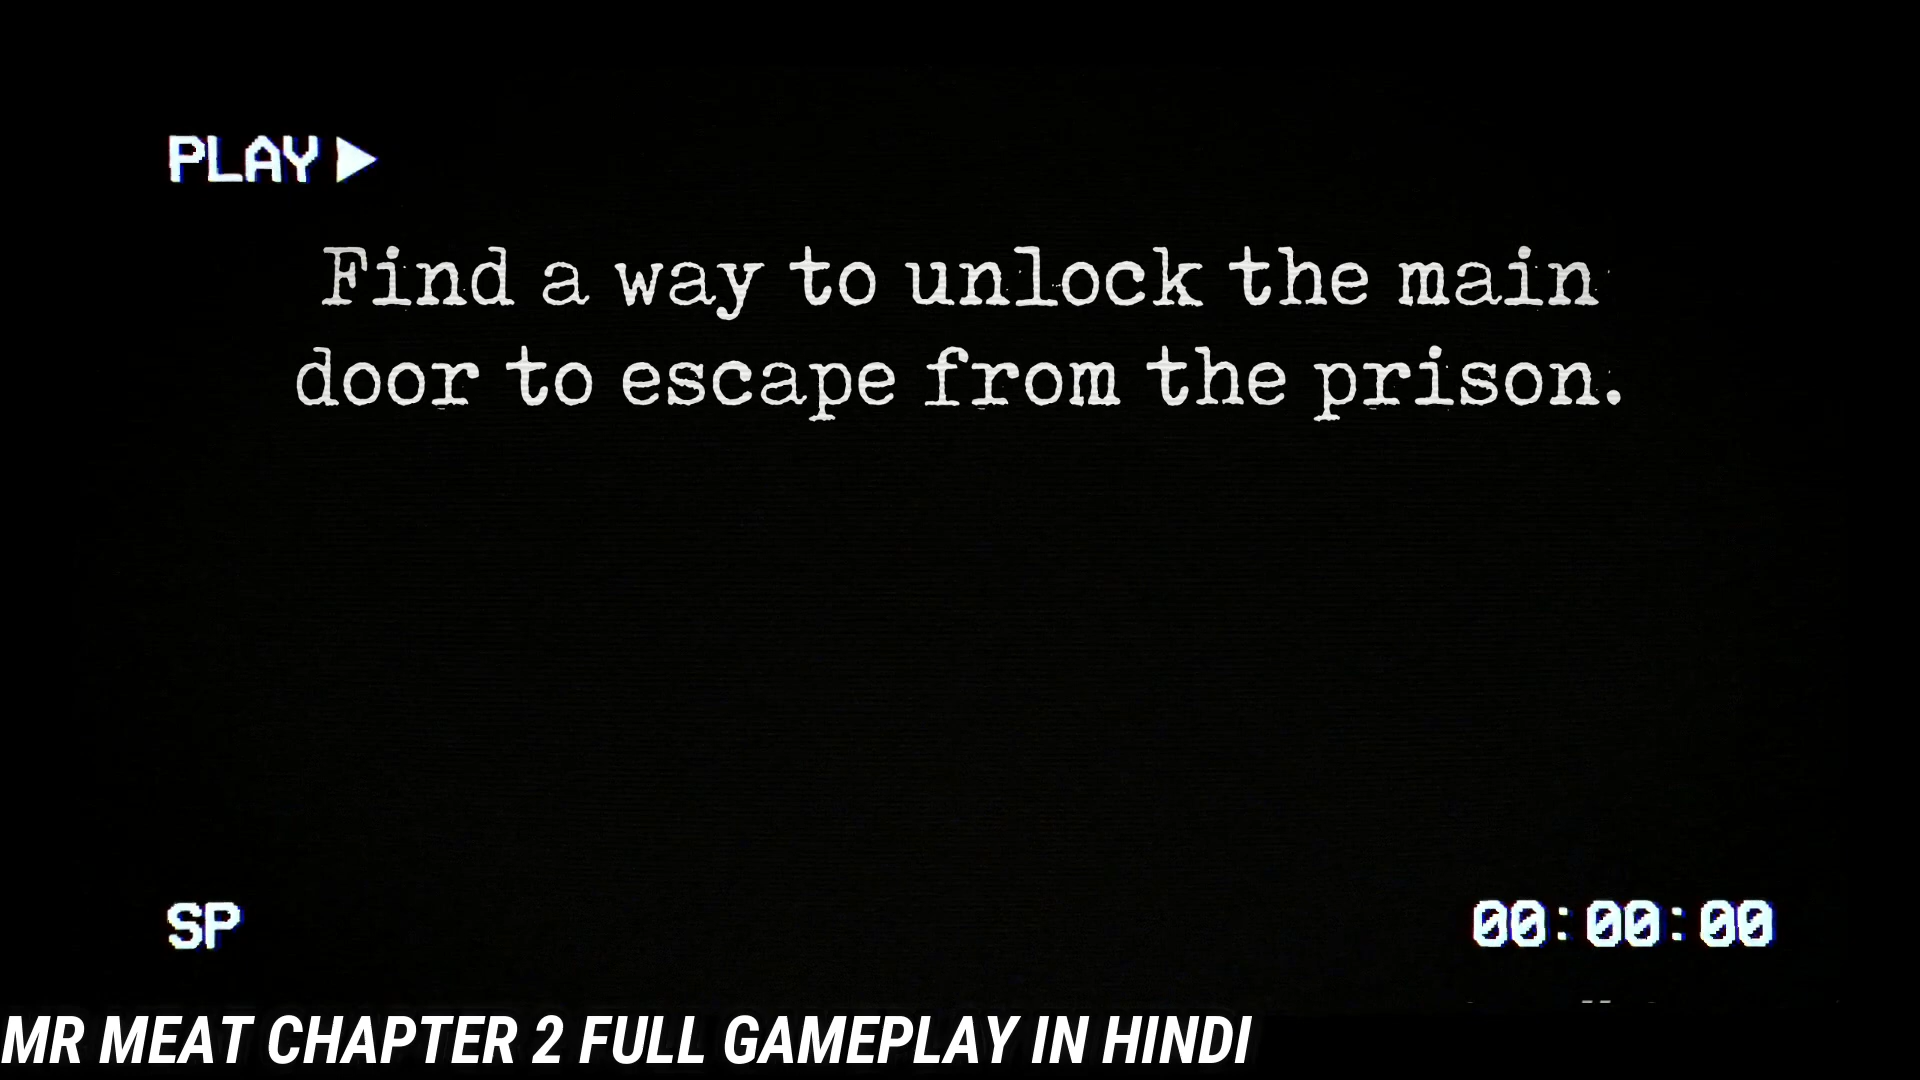 PLAY ▶
Find a way to unlock the main
door to escape from the prison.
SP
00:00:00
MR MEAT CHAPTER 2 FULL GAMEPLAY IN HINDI